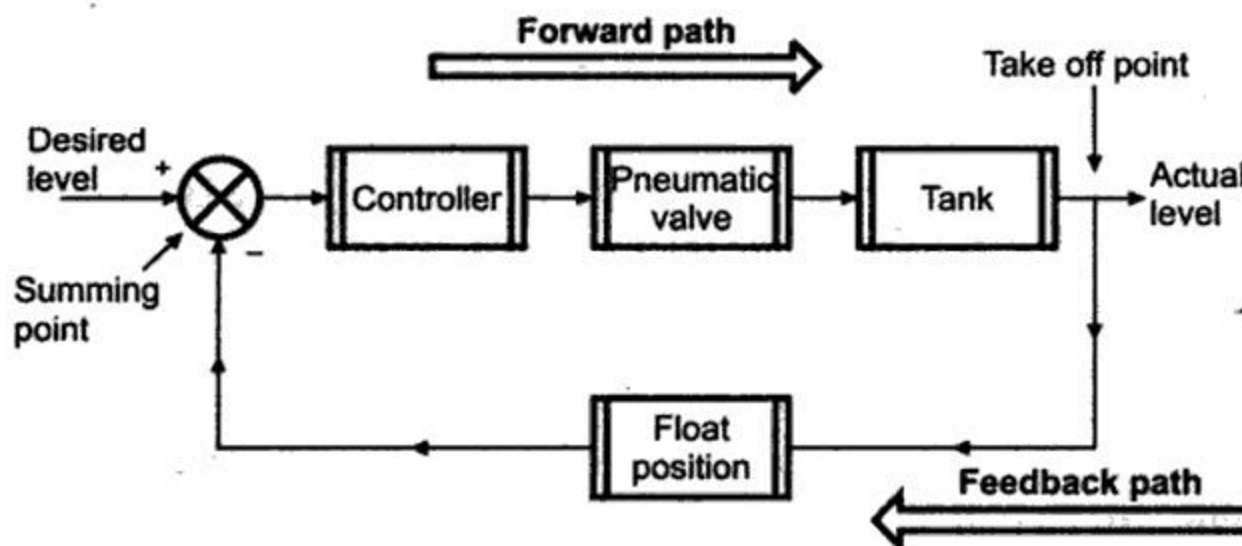 Forward path
Take off point
Desired
level
+
Controller
Pneumatic
valve
Tank
Actual
level
−
Summing
point
Float
position
Feedback path